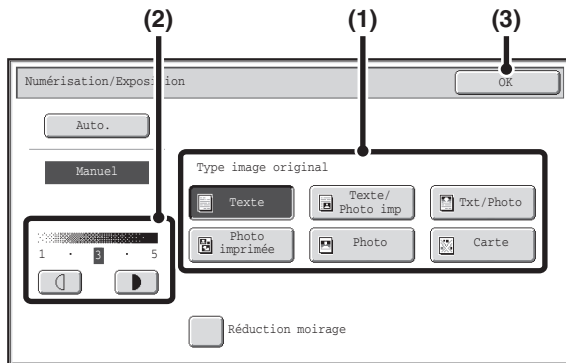 (2) (1) (3)
Numérisation/Exposition OK
Auto.
Manuel
Type image original
Texte
Texte/
Photo imp
Txt/Photo
Photo
imprimée
Photo
Carte
1 · 3 · 5
Réduction moirage